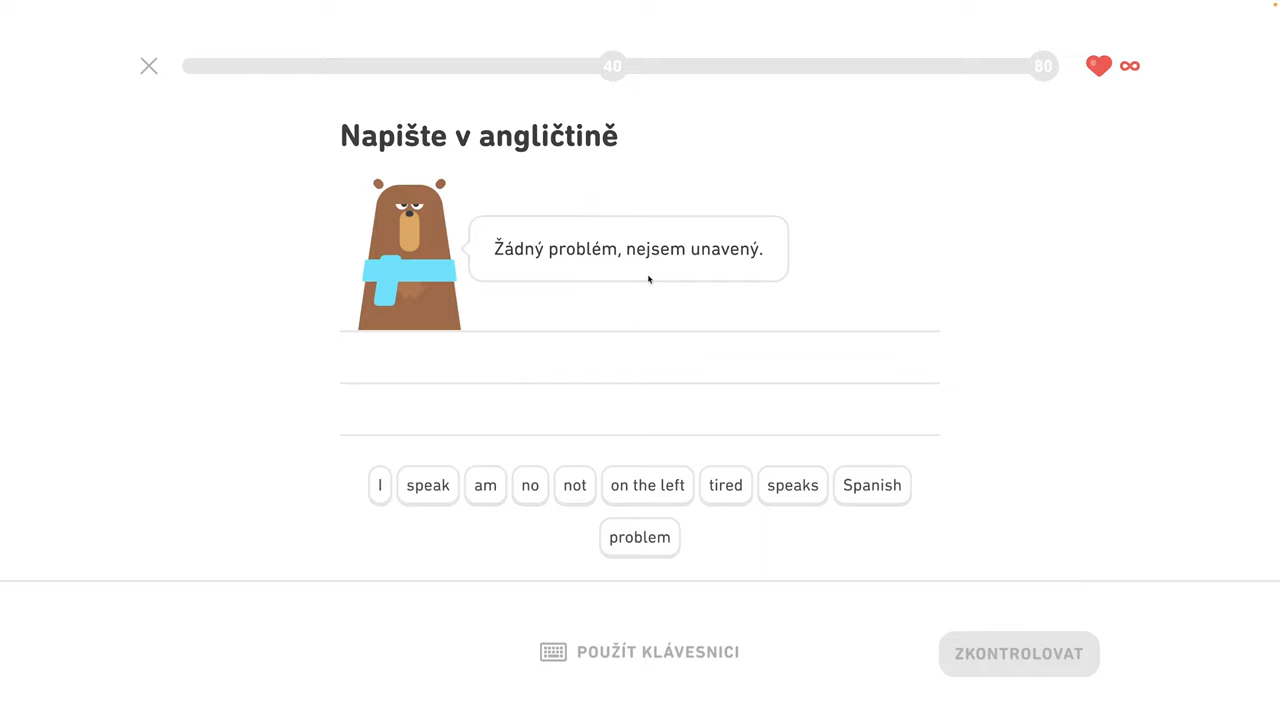 40
80
∞
Napište v angličtině
Žádný problém, nejsem unavený.
I speak am no not on the left tired speaks Spanish
problem
POUŽÍT KLÁVESNICI
ZKONTROLOVAT